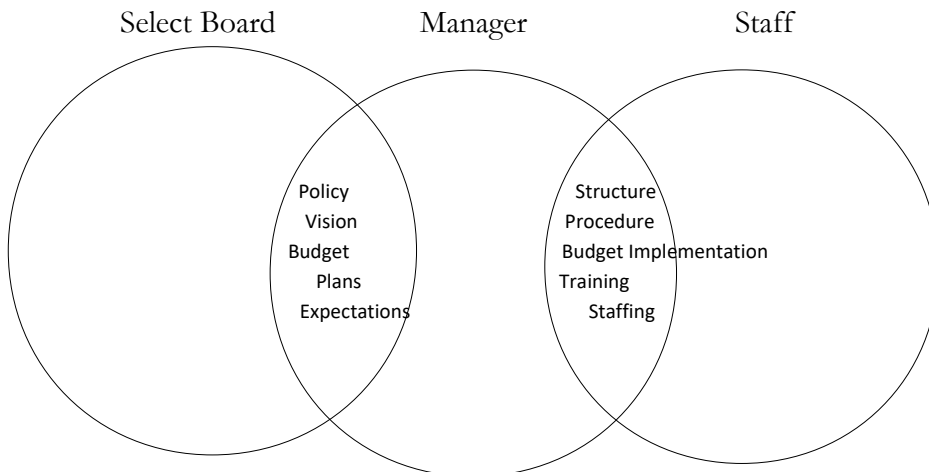 Select Board Manager Staff
Policy
Vision
Budget
Plans
Expectations
Structure
Procedure
Budget Implementation
Training
Staffing